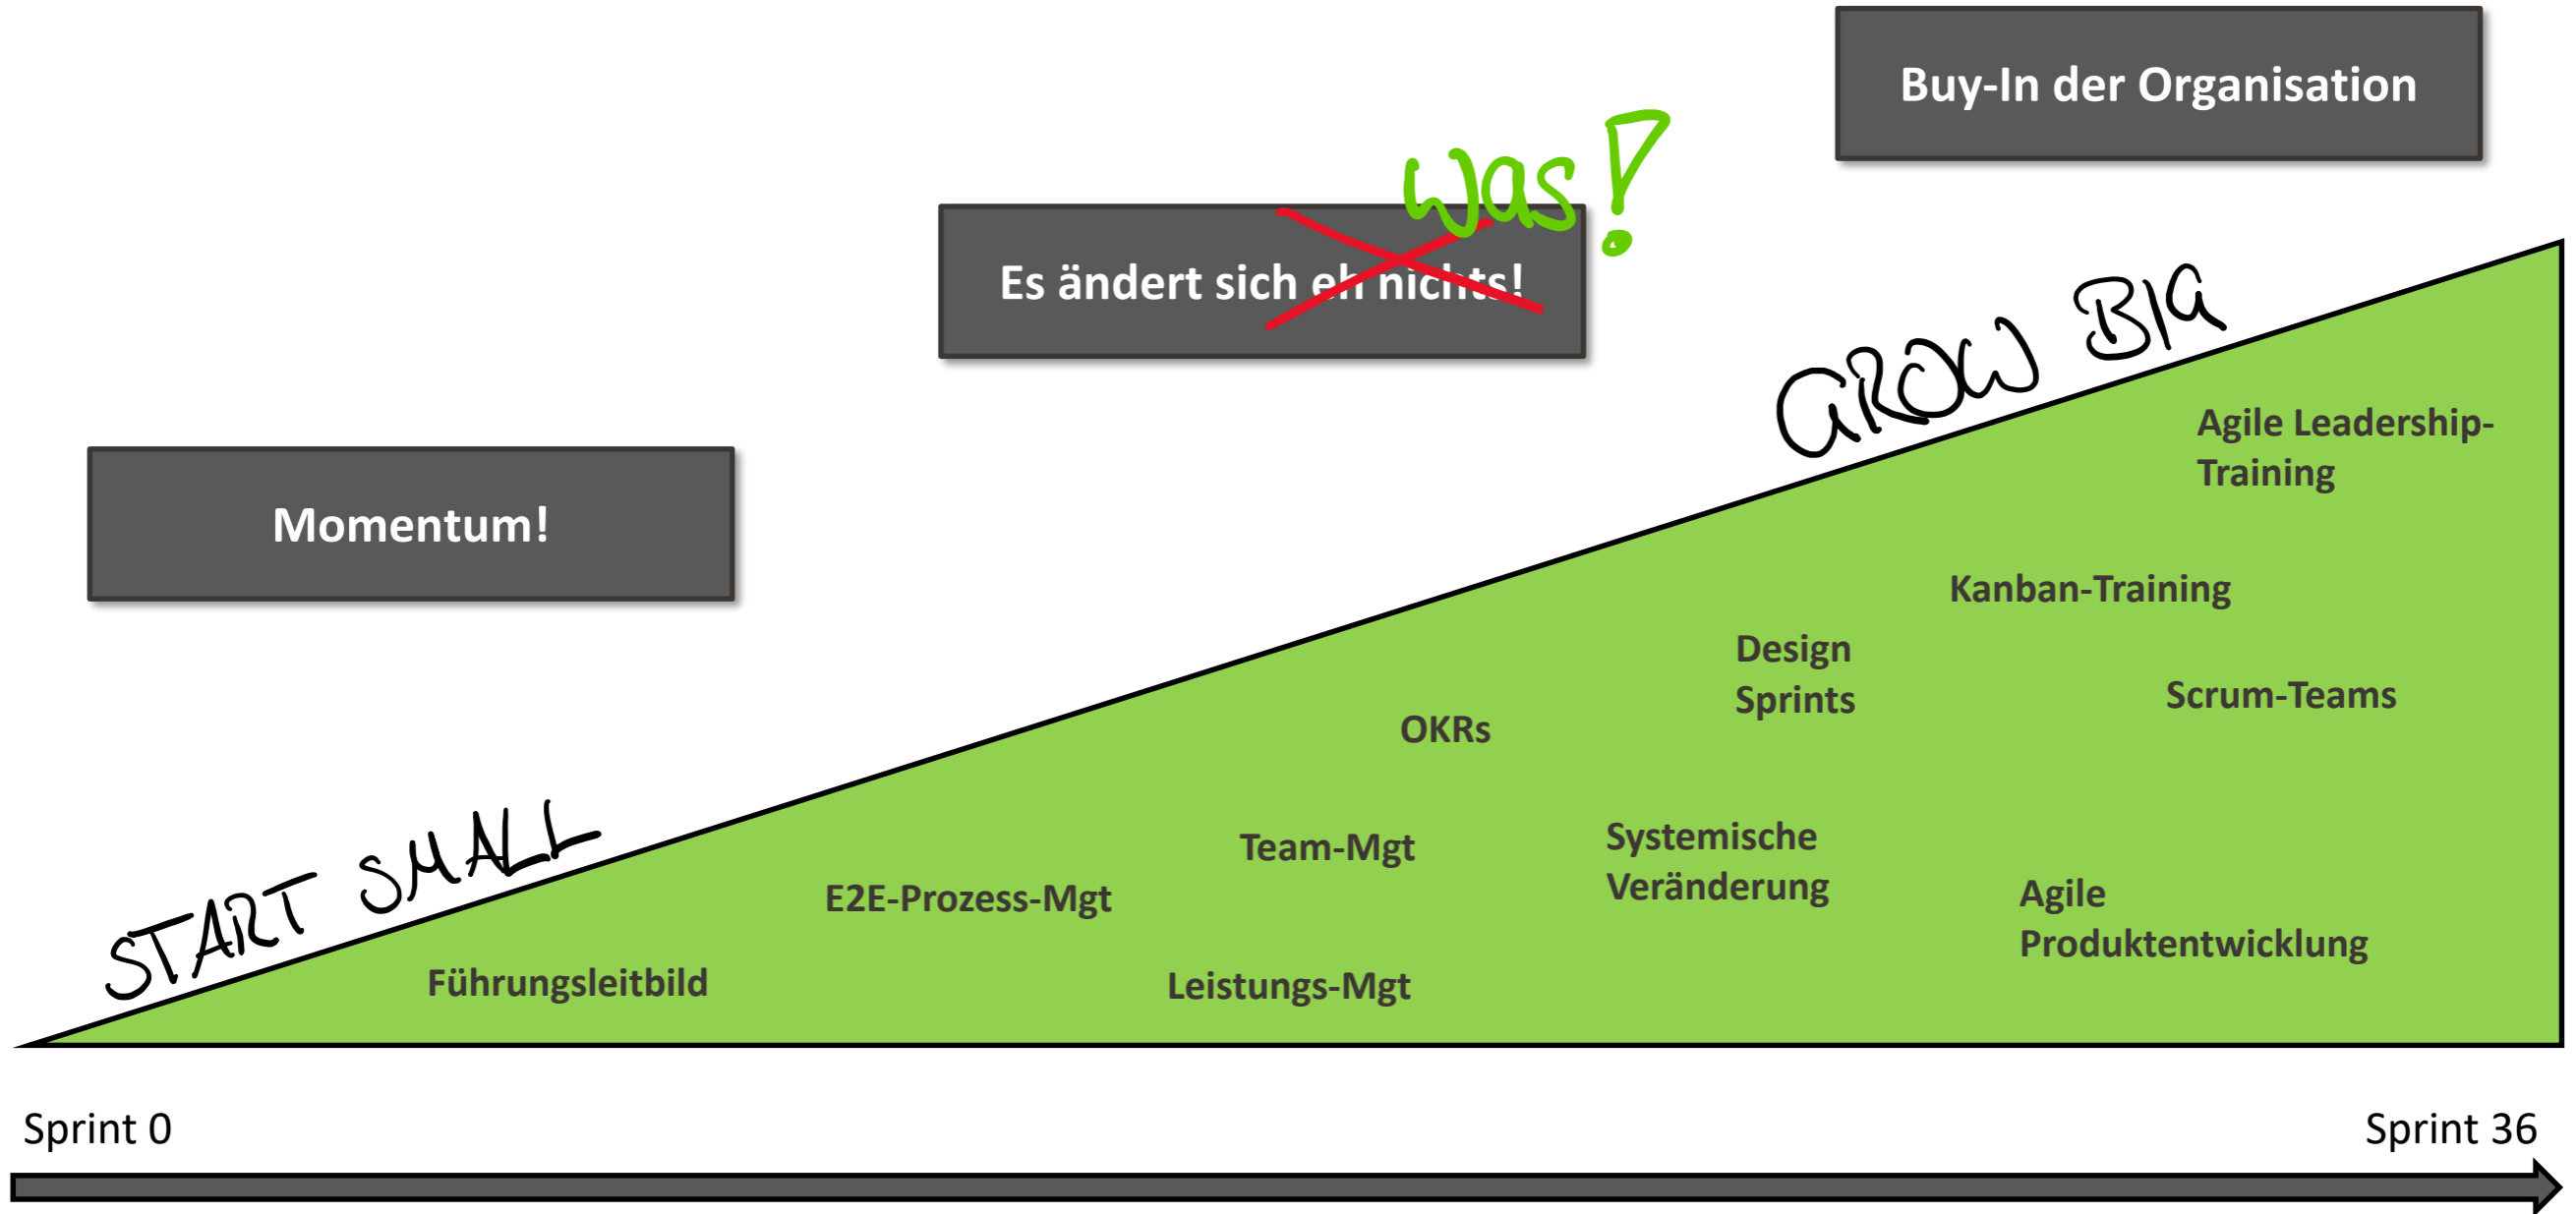 Buy-In der Organisation
was!
Es ändert sich eh nichts!
GROW BIG
Momentum!
START SMALL
Agile Leadership-
Training
Kanban-Training
Design
Sprints
Scrum-Teams
OKRs
Team-Mgt
Systemische
Veränderung
E2E-Prozess-Mgt
Agile
Produktentwicklung
Führungsleitbild
Leistungs-Mgt
Sprint 0
Sprint 36